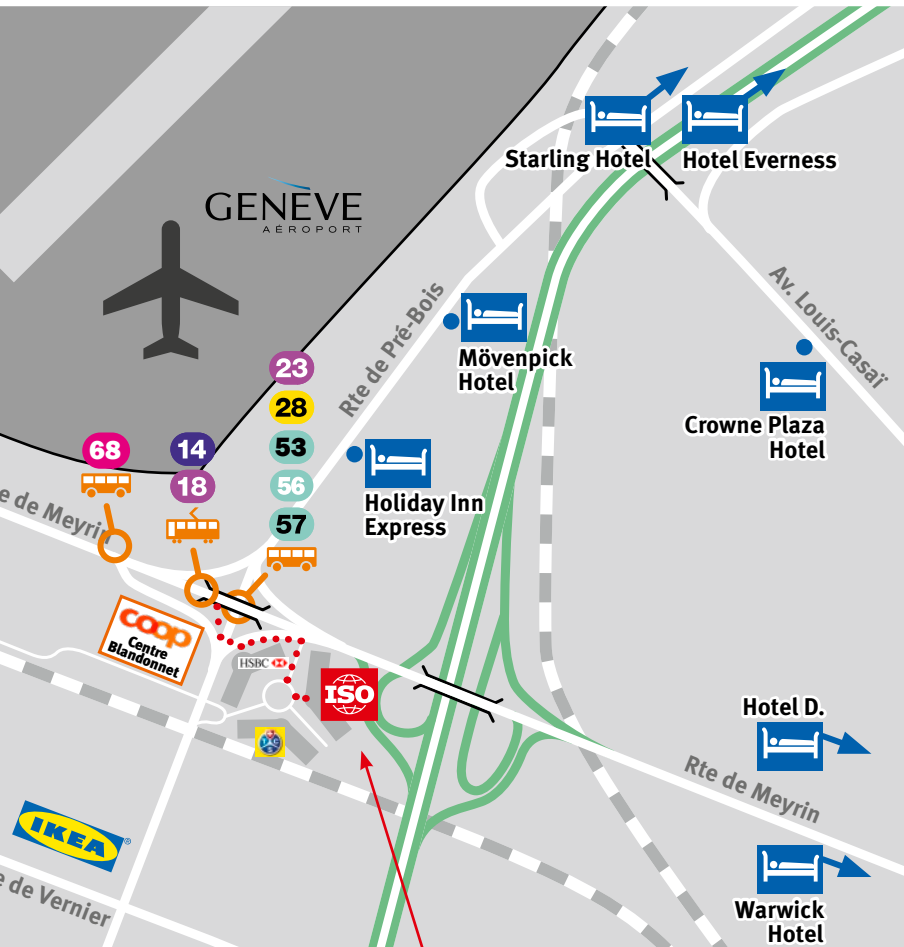 Starling Hotel
Hotel Everness
GENÈVE
AÉROPORT
Av. Louis-Casaï
Rte de Pré-Bois
Mövenpick
Hotel
23
28
53
56
57
Crowne Plaza
Hotel
68
14
18
Holiday Inn
Express
e de Meyrin
coop
Centre
Blandonnet
HSBC
ISO
TCS
Hotel D.
Rte de Meyrin
IKEA®
e de Vernier
Warwick
Hotel